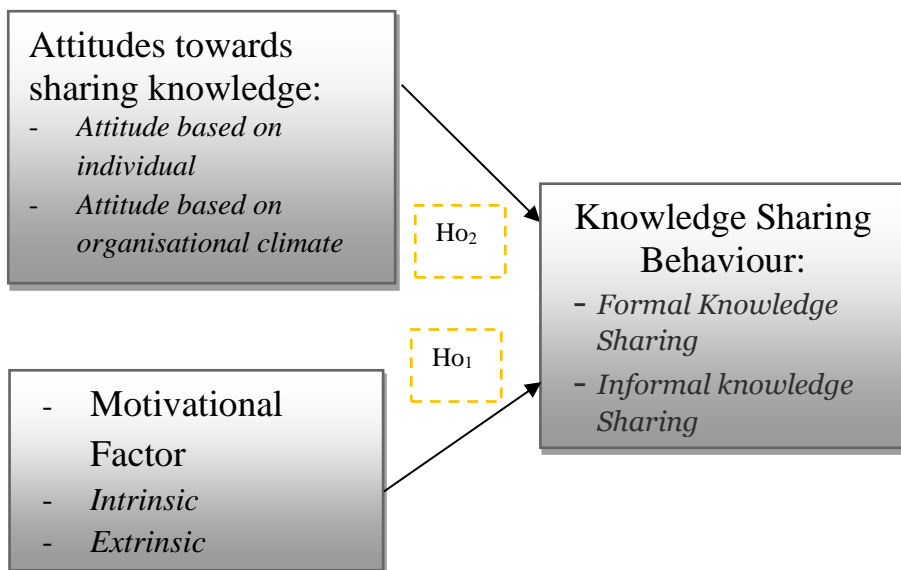 Attitudes towards
sharing knowledge:
- Attitude based on
individual
- Attitude based on
organisational climate
Ho2
Ho1
- Motivational
Factor
- Intrinsic
- Extrinsic
Knowledge Sharing
Behaviour:
- Formal Knowledge
Sharing
- Informal knowledge
Sharing